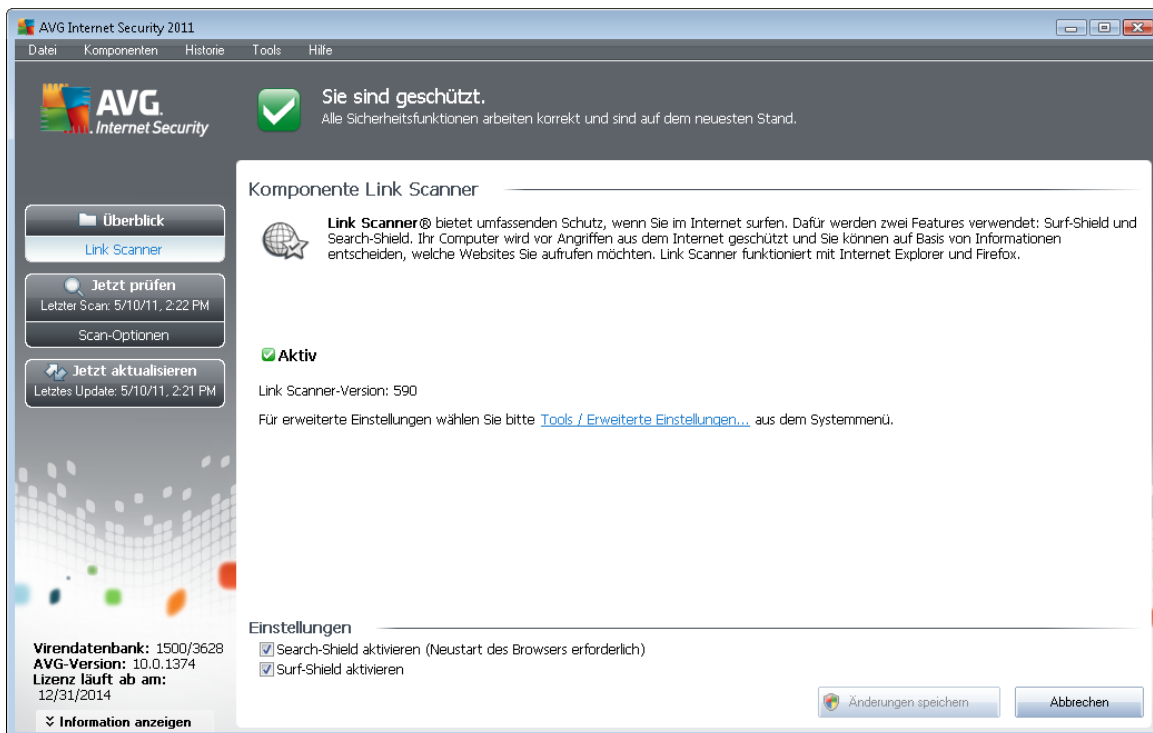 AVG Internet Security 2011
Datei Komponenten Historie Tools Hilfe
AVG.
Internet Security
Sie sind geschützt.
Alle Sicherheitsfunktionen arbeiten korrekt und sind auf dem neuesten Stand.
Überblick
Link Scanner
Jetzt prüfen
Letzter Scan: 5/10/11, 2:22 PM
Scan-Optionen
Jetzt aktualisieren
Letztes Update: 5/10/11, 2:21 PM
Virendatenbank: 1500/3628
AVG-Version: 10.0.1374
Lizenz läuft ab am:
12/31/2014
Information anzeigen
Komponente Link Scanner
Link Scanner® bietet umfassenden Schutz, wenn Sie im Internet surfen. Dafür werden zwei Features verwendet: Surf-Shield und
Search-Shield. Ihr Computer wird vor Angriffen aus dem Internet geschützt und Sie können auf Basis von Informationen
entscheiden, welche Websites Sie aufrufen möchten. Link Scanner funktioniert mit Internet Explorer und Firefox.
Aktiv
Link Scanner-Version: 590
Für erweiterte Einstellungen wählen Sie bitte Tools / Erweiterte Einstellungen... aus dem Systemmenü.
Einstellungen
Search-Shield aktivieren (Neustart des Browsers erforderlich)
Surf-Shield aktivieren
Änderungen speichern
Abbrechen